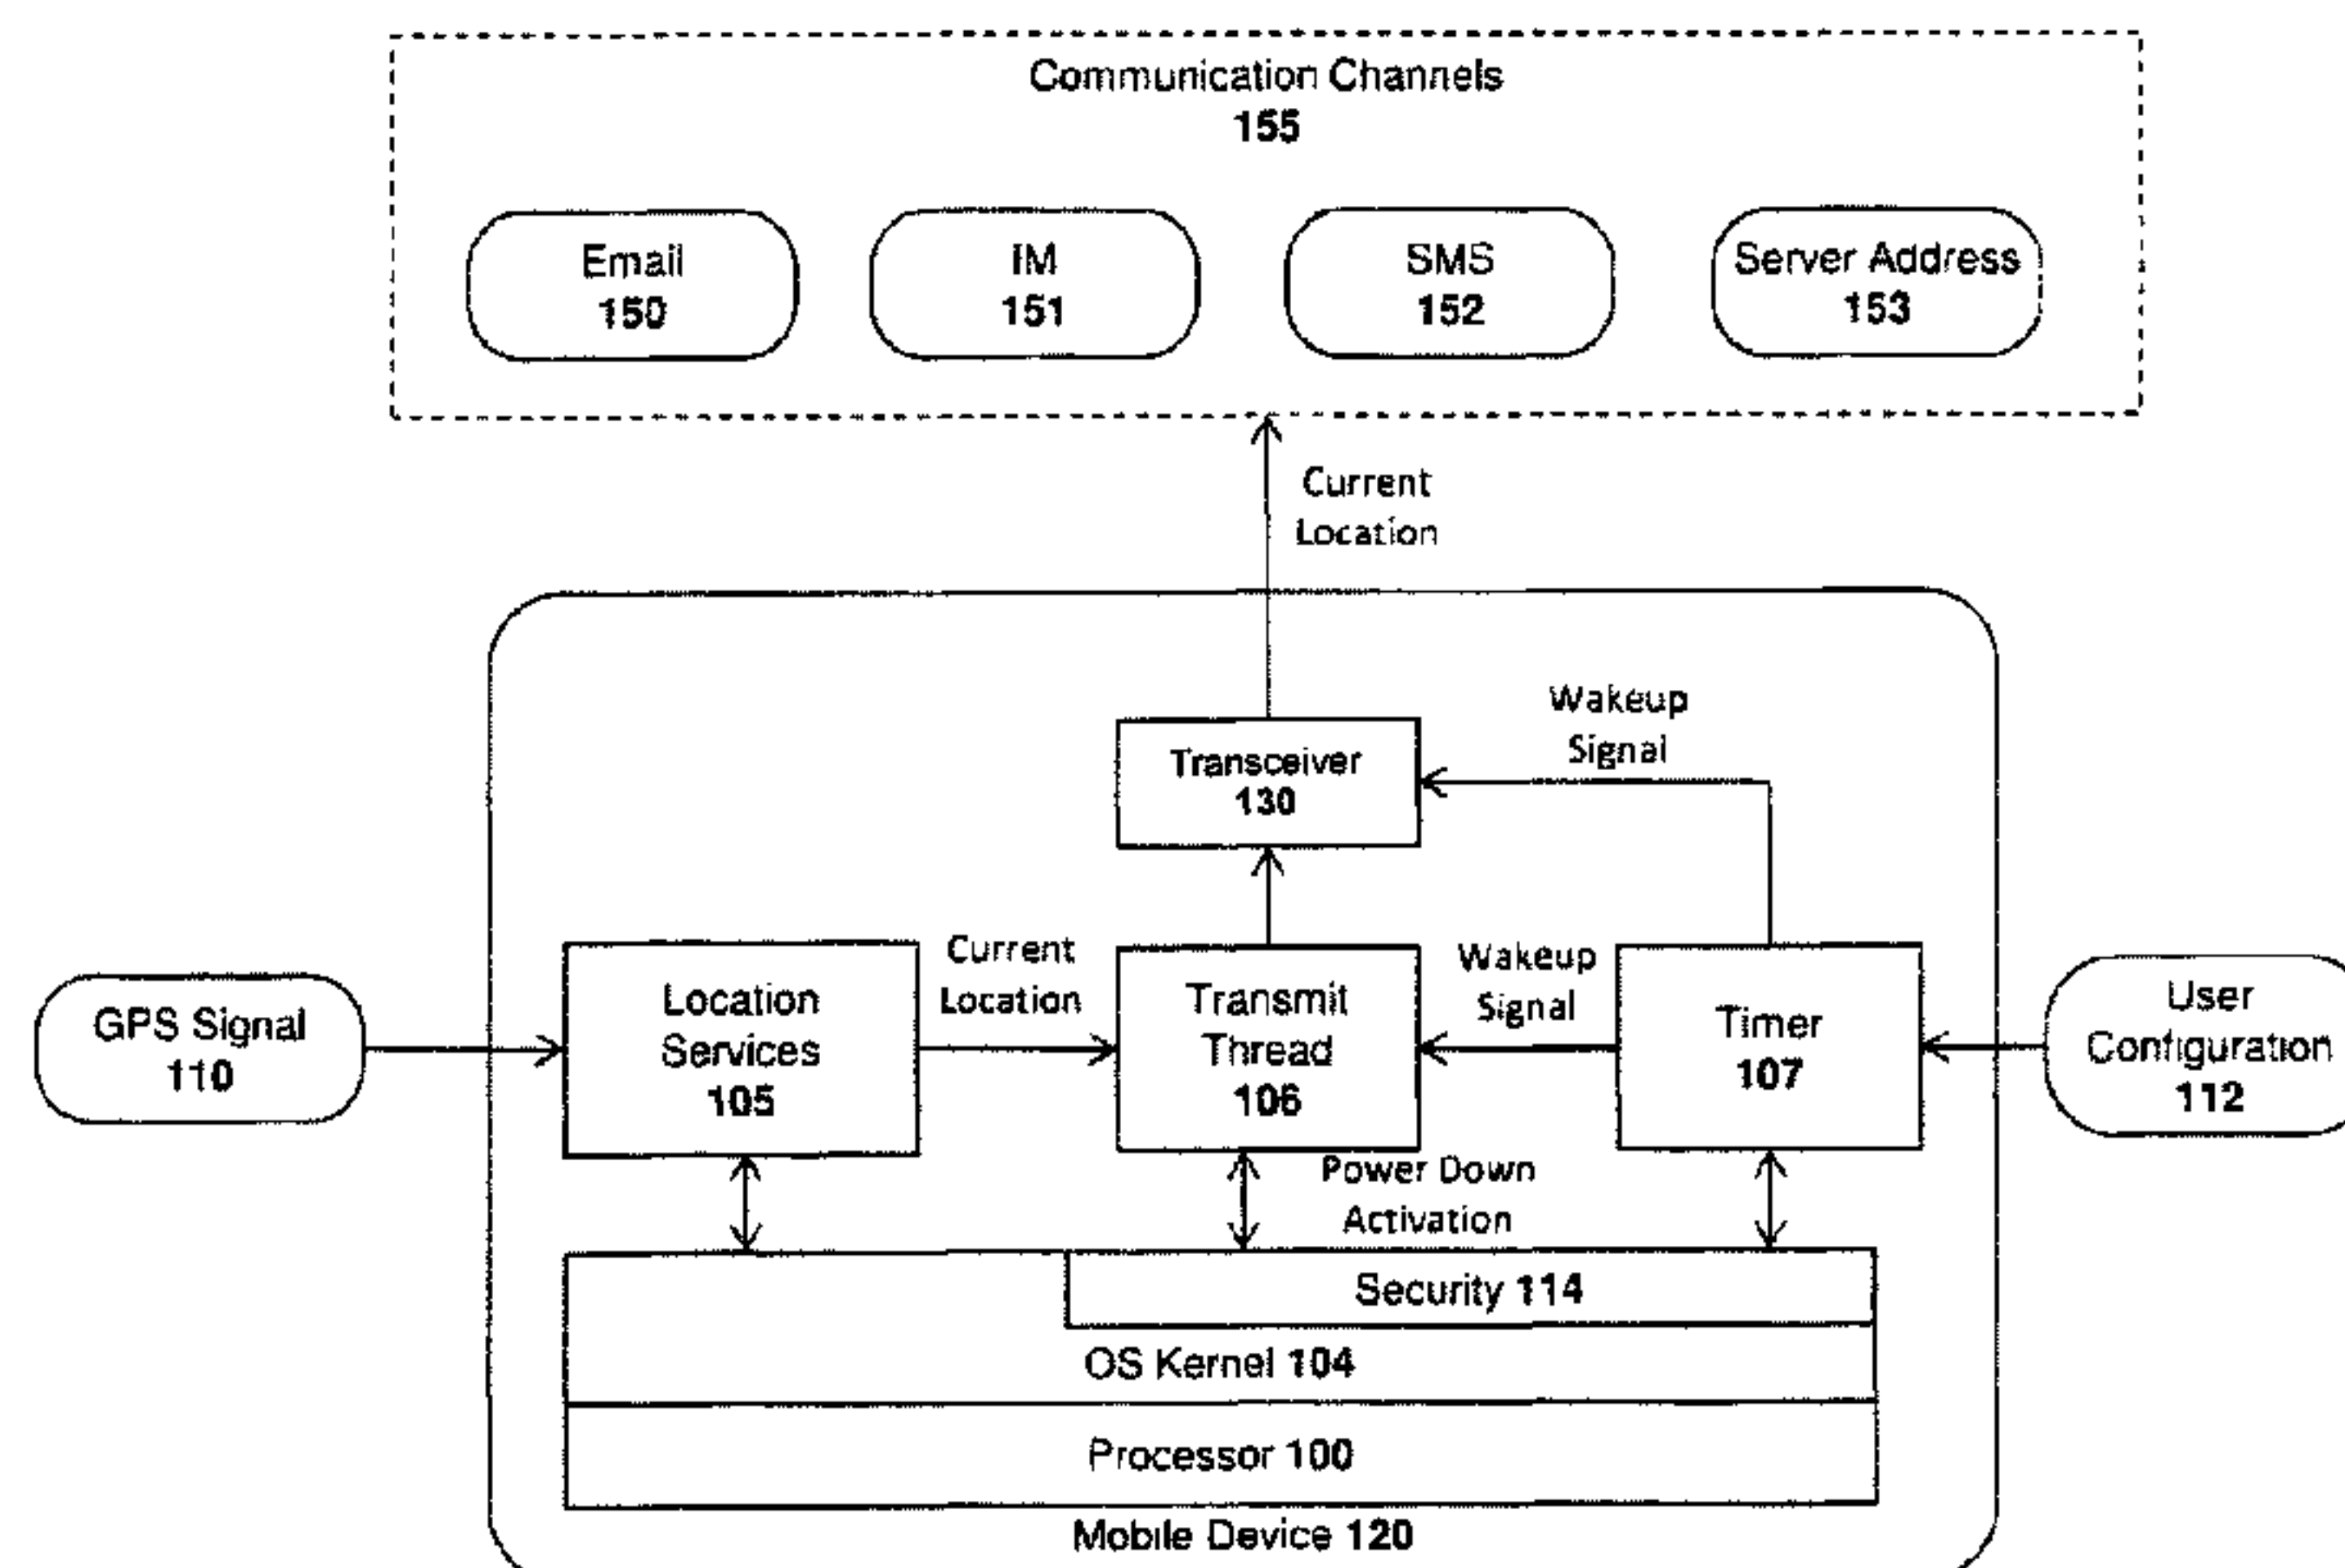 Communication Channels
155
Email
150
IM
151
SMS
152
Server Address
153
Current
Location
Wakeup
Signal
Transceiver
130
GPS Signal
110
Location
Services
105
Current
Location
Transmit
Thread
106
Wakeup
Signal
Timer
107
User
Configuration
112
Power Down
Activation
Security 114
OS Kernel 104
Processor 100
Mobile Device 120